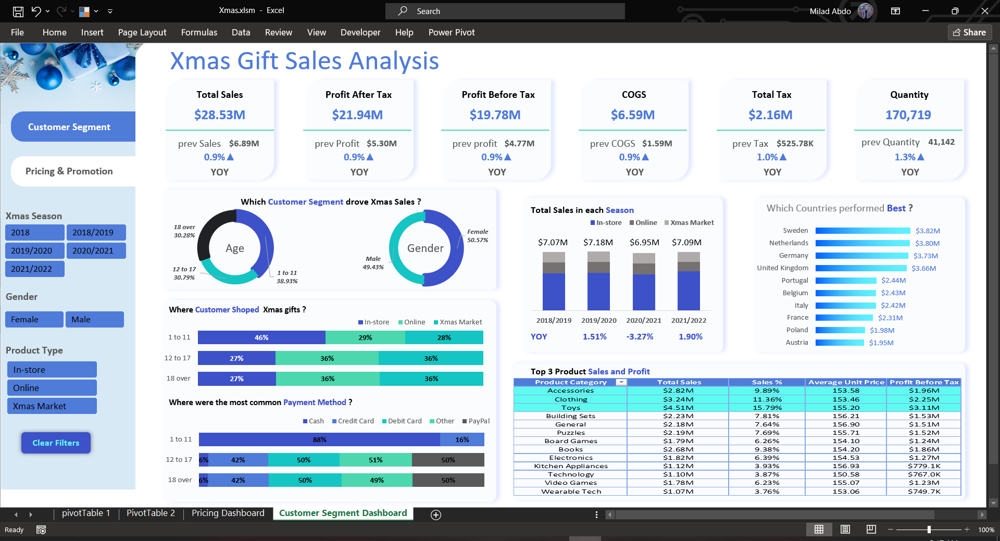 Xmas.xlsm - Excel
Search
Milad Abdo
File Home Insert Page Layout Formulas Data Review View Developer Help Power Pivot
Share
Xmas Gift Sales Analysis
Customer Segment
Pricing & Promotion
Xmas Season
2018 2018/2019
2019/2020 2020/2021
2021/2022
Gender
Female Male
Product Type
In-store
Online
Xmas Market
Clear Filters
Total Sales
$28.53M
prev Sales $6.89M
0.9%▲
YOY
Profit After Tax
$21.94M
prev Profit $5.30M
0.9%▲
YOY
Profit Before Tax
$19.78M
prev profit $4.77M
0.9%▲
YOY
COGS
$6.59M
prev COGS $1.59M
0.9%▲
YOY
Total Tax
$2.16M
prev Tax $525.78K
1.0%▲
YOY
Quantity
170,719
prev Quantity 41,142
1.3%▲
YOY
Which Customer Segment drove Xmas Sales ?
18 over
30.28%
Age
12 to 17
30.79%
1 to 11
38.93%
Female
50.57%
Gender
Male
49.43%
Where Customer Shoped Xmas gifts ?
In-store Online Xmas Market
1 to 11 46% 29% 28%
12 to 17 27% 36% 36%
18 over 27% 36% 36%
Where were the most common Payment Method ?
Cash Credit Card Debit Card Other PayPal
1 to 11 88% 16%
12 to 17 6% 42% 50% 51% 50%
18 over 6% 42% 50% 49% 50%
Total Sales in each Season
In-store Online Xmas Market
$7.07M $7.18M $6.95M $7.09M
2018/2019 2019/2020 2020/2021 2021/2022
YOY 1.51% -3.27% 1.90%
Which Countries performed Best ?
Sweden $3.82M
Netherlands $3.80M
Germany $3.73M
United Kingdom $3.66M
Portugal $2.44M
Belgium $2.43M
Italy $2.42M
France $2.31M
Poland $1.98M
Austria $1.95M
Top 3 Product Sales and Profit
Product Category Total Sales Sales % Average Unit Price Profit Before Tax
Accessories $2.82M 9.89% 153.58 $1.96M
Clothing $3.24M 11.36% 153.46 $2.25M
Toys $4.51M 15.79% 155.20 $3.11M
Building Sets $2.23M 7.81% 156.21 $1.53M
General $2.18M 7.64% 156.90 $1.51M
Puzzles $2.19M 7.69% 155.71 $1.52M
Board Games $1.79M 6.26% 154.10 $1.24M
Books $2.68M 9.38% 154.20 $1.86M
Electronics $1.82M 6.39% 154.53 $1.27M
Kitchen Appliances $1.12M 3.93% 156.93 $779.1K
Technology $1.10M 3.87% 150.58 $767.0K
Video Games $1.78M 6.23% 155.07 $1.23M
Wearable Tech $1.07M 3.76% 153.06 $749.7K
pivotTable 1 PivotTable 2 Pricing Dashboard Customer Segment Dashboard
Ready
100%